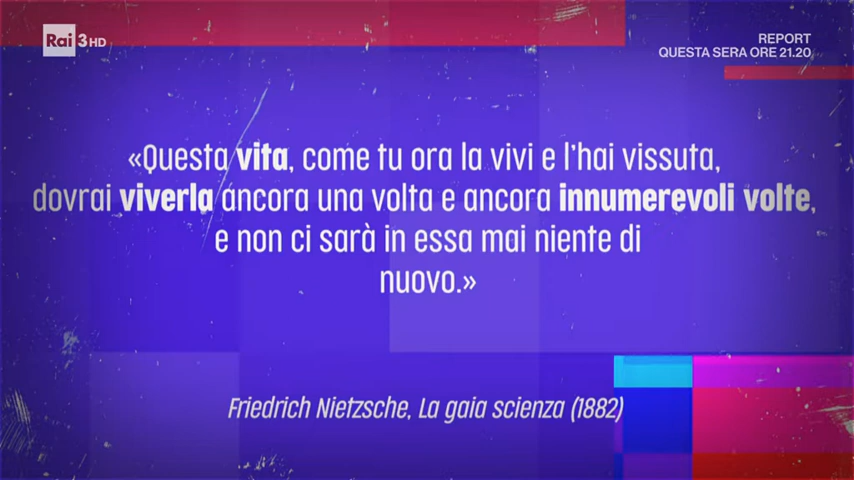 Rai 3HD
REPORT
QUESTA SERA ORE 21.20
«Questa vita, come tu ora la vivi e l'hai vissuta,
dovrai viverla ancora una volta e ancora innumerevoli volte,
e non ci sarà in essa mai niente di
nuovo.»
Friedrich Nietzsche, La gaia scienza (1882)